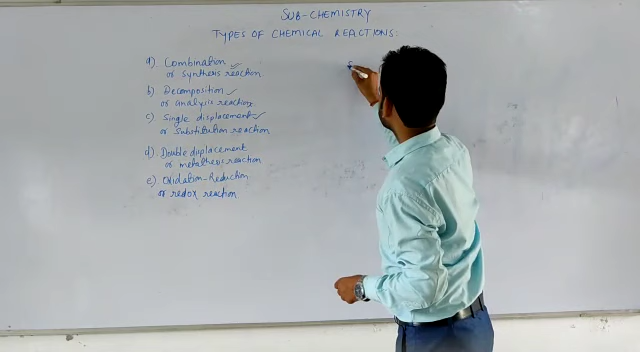 SUB-CHEMISTRY
TYPES OF CHEMICAL REACTIONS:
a). Combination ✓
or Synthesis reaction
b). Decomposition ✓
or analysis reaction
c). Single displacement ✓
or Substitution reaction
d). Double displacement
or metathesis reaction
e). Oxidation-Reduction
or redox reaction